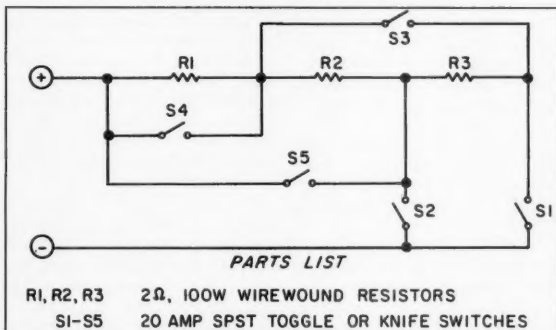 S3
R1 R2 R3
+
S4
S5
S2 S1
−
PARTS LIST
R1, R2, R3 2Ω, 100W WIREWOUND RESISTORS
S1-S5 20 AMP SPST TOGGLE OR KNIFE SWITCHES